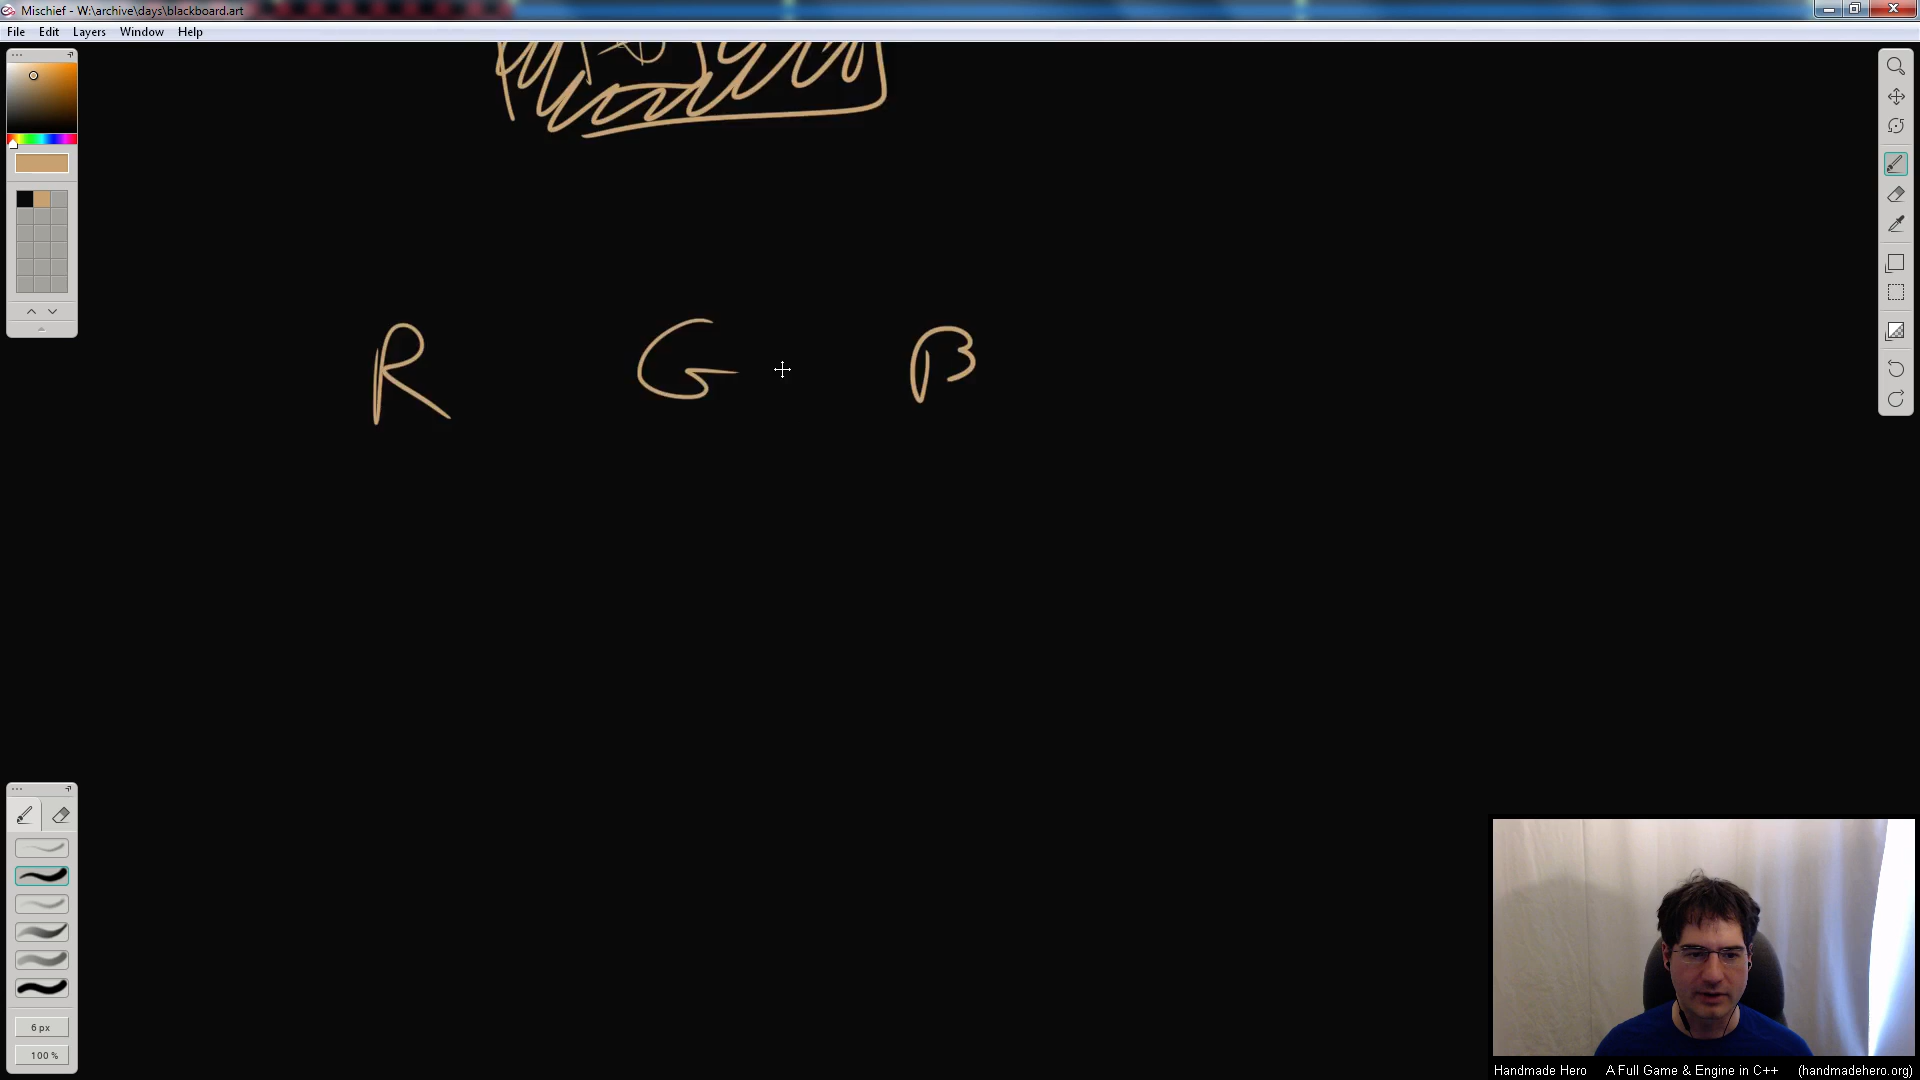 Mischief - W:\archive\days\blackboard.art
File Edit Layers Window Help
R G B
6 px
100 %
Handmade Hero A Full Game & Engine in C++ (handmadehero.org)